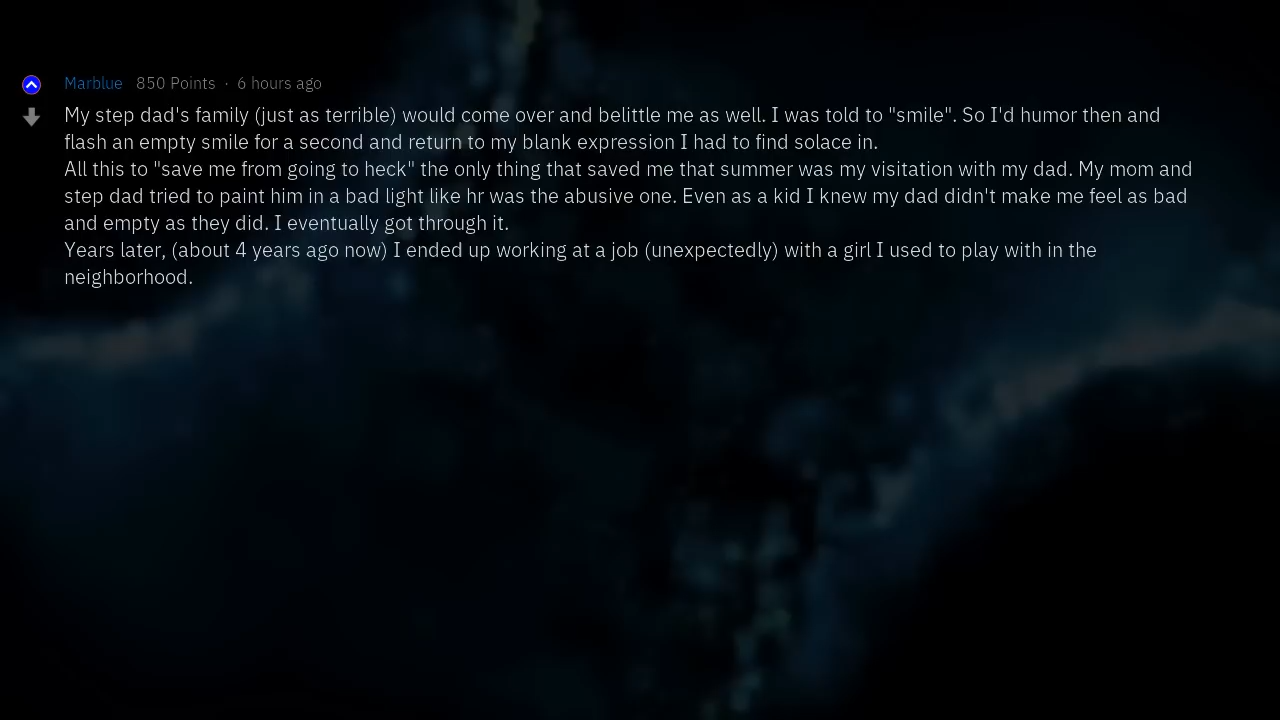 Marblue 850 Points · 6 hours ago
My step dad's family (just as terrible) would come over and belittle me as well. I was told to "smile". So I'd humor then and
flash an empty smile for a second and return to my blank expression I had to find solace in.
All this to "save me from going to heck" the only thing that saved me that summer was my visitation with my dad. My mom and
step dad tried to paint him in a bad light like hr was the abusive one. Even as a kid I knew my dad didn't make me feel as bad
and empty as they did. I eventually got through it.
Years later, (about 4 years ago now) I ended up working at a job (unexpectedly) with a girl I used to play with in the
neighborhood.